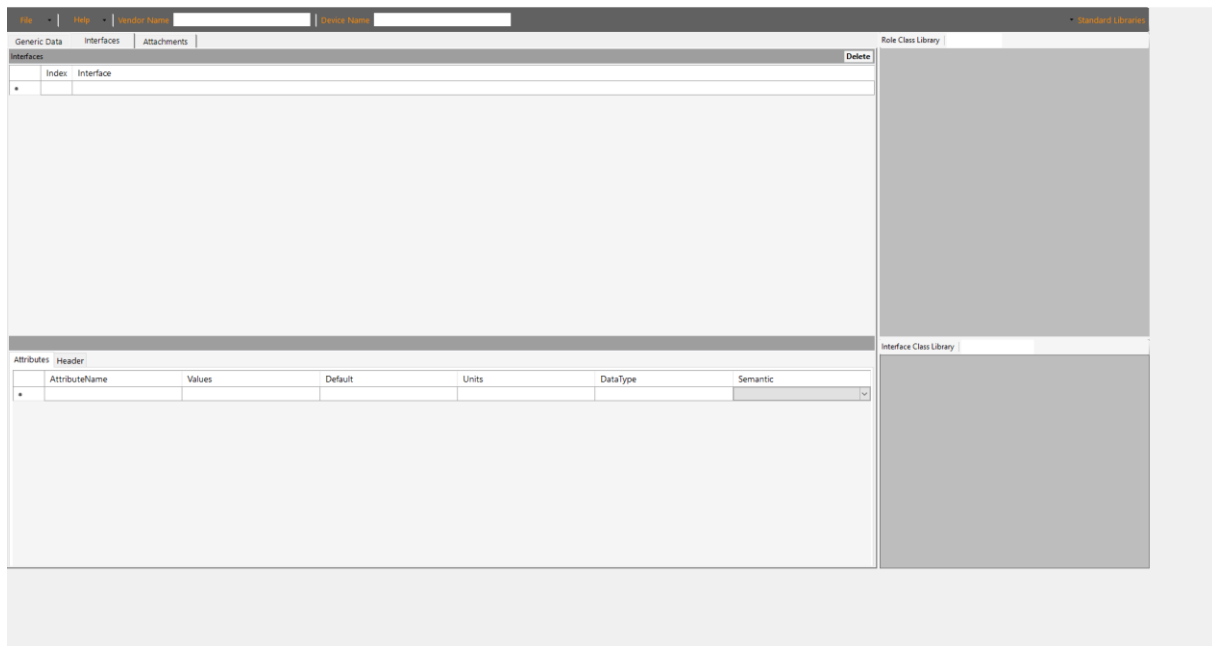 File Help Vendor Name Device Name Standard Libraries
Generic Data Interfaces Attachments Role Class Library
Interfaces Delete
Index Interface
Interface Class Library
Attributes Header
AttributeName Values Default Units DataType Semantic